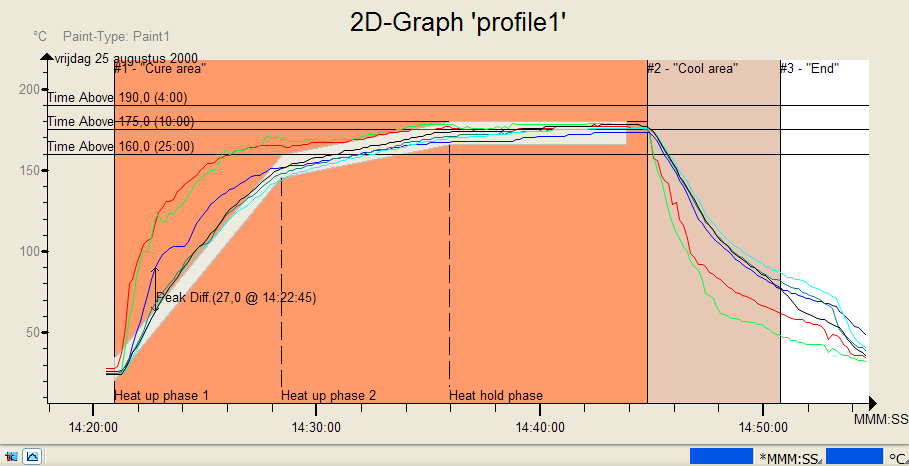 2D-Graph 'profile1'
°C Paint-Type: Paint1
vrijdag 25 augustus 2000
#1 - "Cure area"
#2 - "Cool area"
#3 - "End"
200
Time Above 190,0 (4:00)
Time Above 175,0 (10:00)
Time Above 160,0 (25:00)
150
100
Peak Diff.(27,0 @ 14:22:45)
50
Heat up phase 1
Heat up phase 2
Heat hold phase
MMM:SS
14:20:00
14:30:00
14:40:00
14:50:00
*MMM:SS
°C